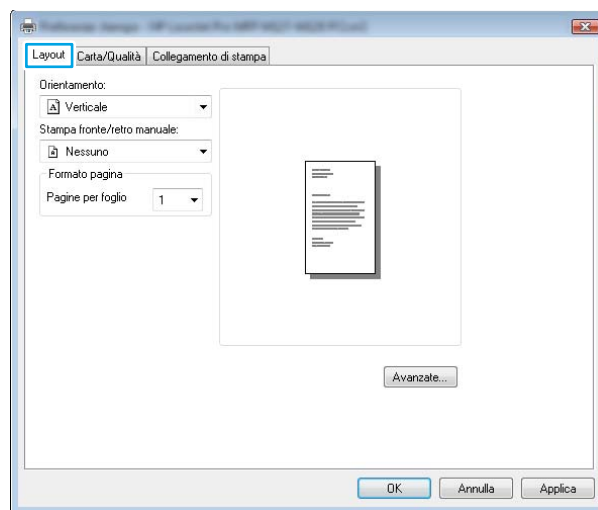 Layout Carta/Qualità Collegamento di stampa
Orientamento:
Verticale
Stampa fronte/retro manuale:
Nessuno
Formato pagina
Pagine per foglio 1
Avanzate...
OK Annulla Applica